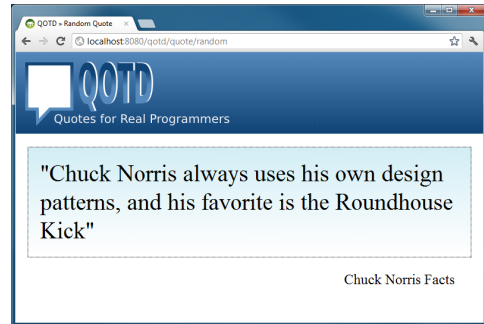 QOTD » Random Quote
localhost:8080/qotd/quote/random
QOTD
Quotes for Real Programmers
"Chuck Norris always uses his own design
patterns, and his favorite is the Roundhouse
Kick"
Chuck Norris Facts